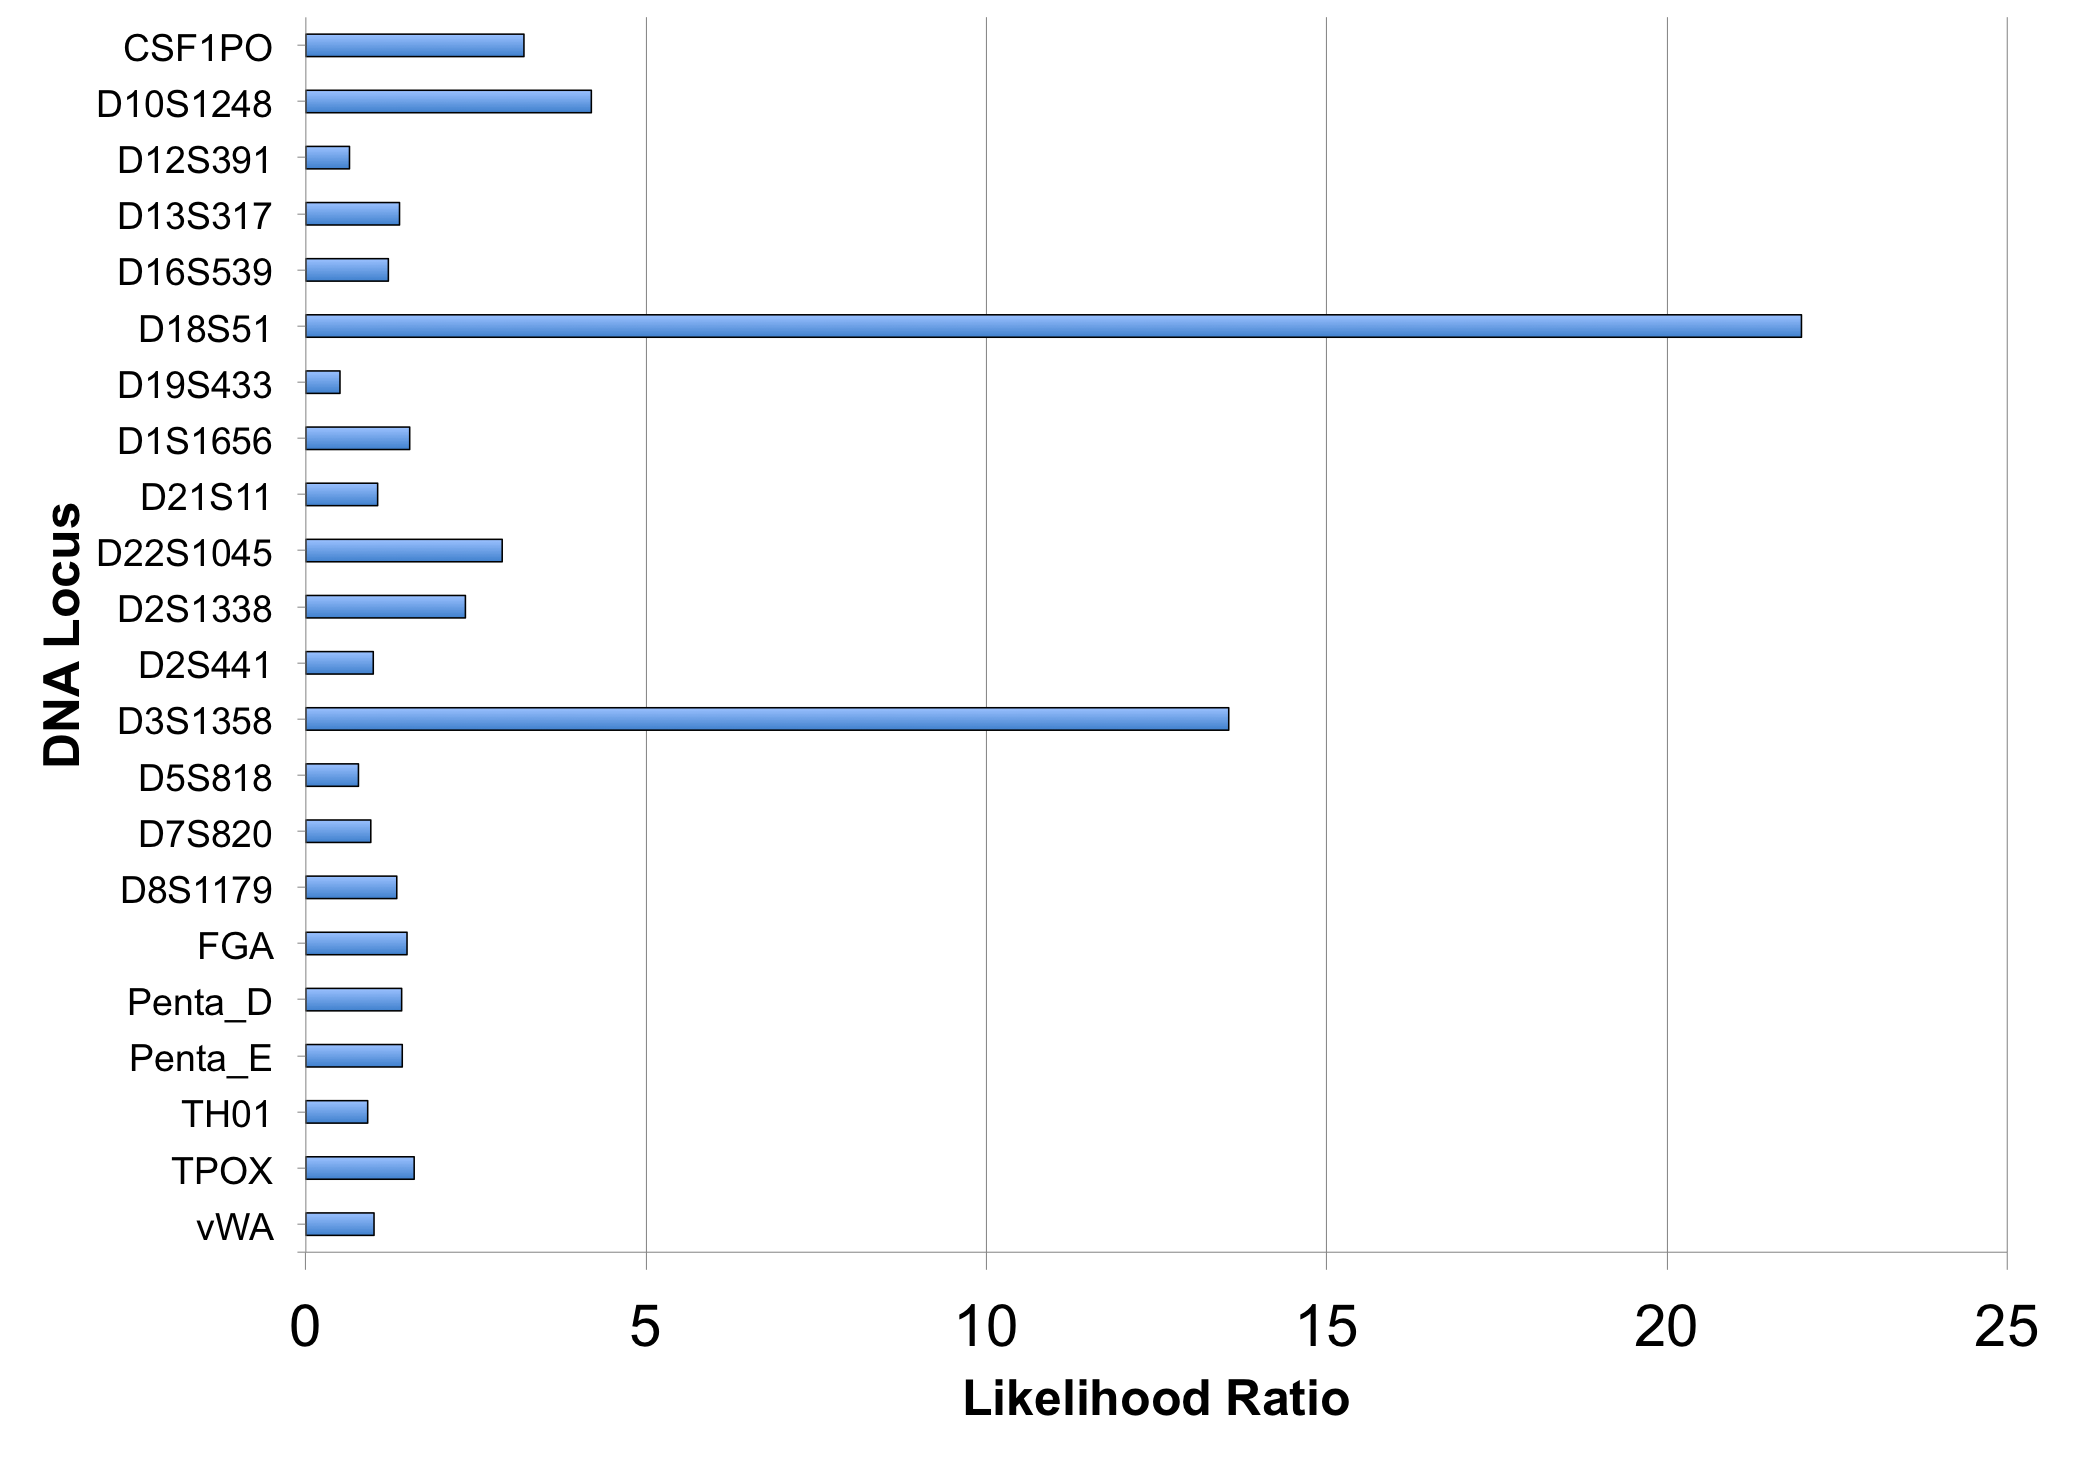 CSF1PO
D10S1248
D12S391
D13S317
D16S539
D18S51
D19S433
D1S1656
D21S11
D22S1045
D2S1338
D2S441
D3S1358
D5S818
D7S820
D8S1179
FGA
Penta_D
Penta_E
TH01
TPOX
vWA
DNA Locus
0 5 10 15 20 25
Likelihood Ratio